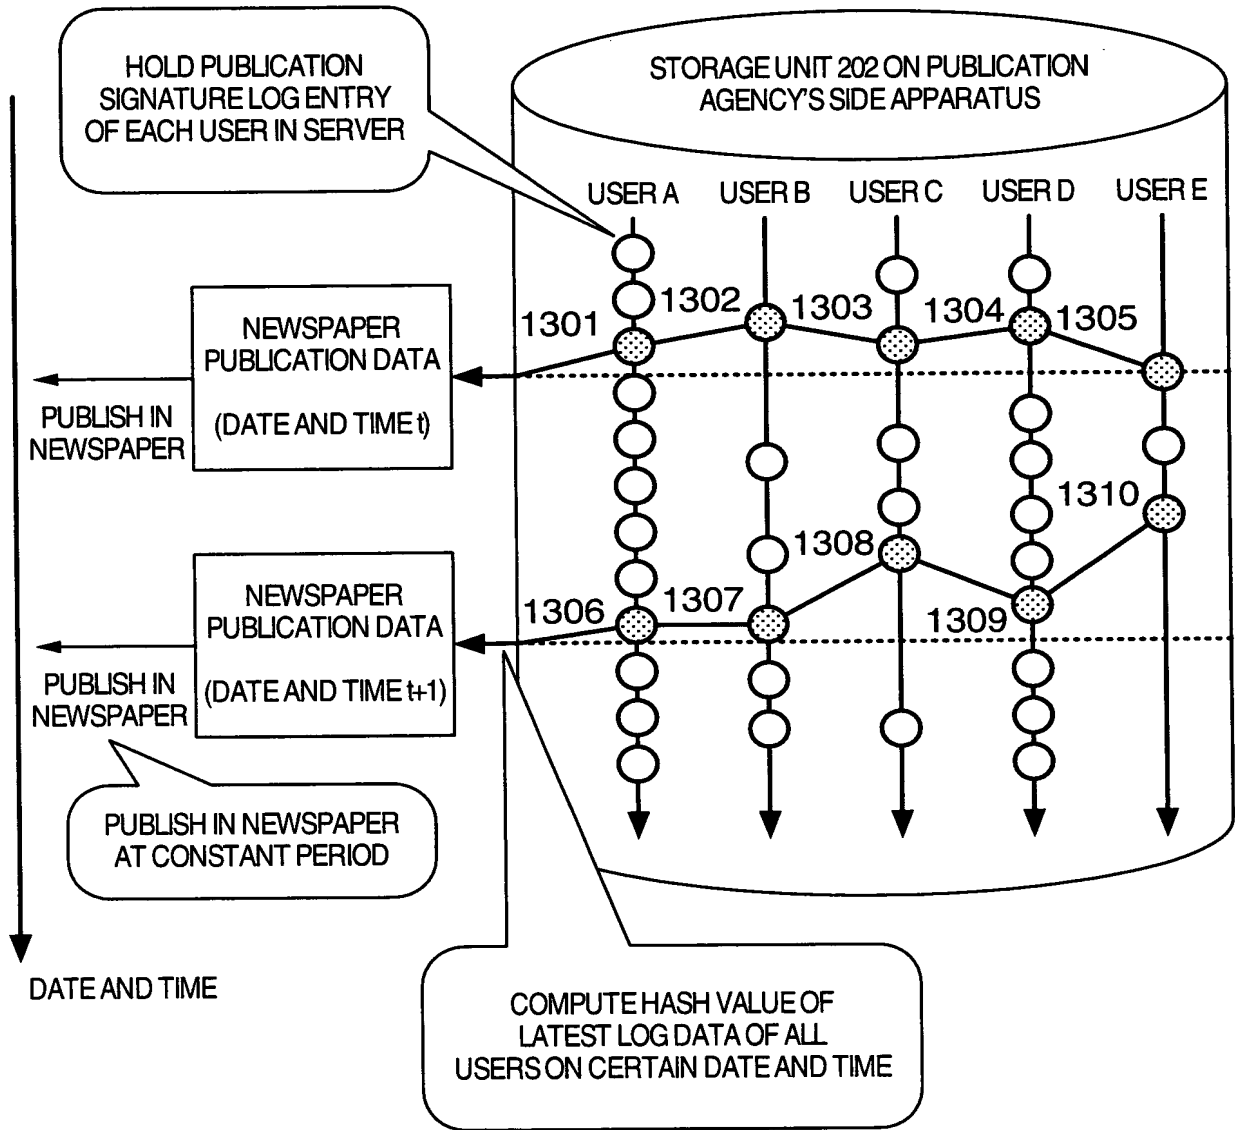 HOLD PUBLICATION
SIGNATURE LOG ENTRY
OF EACH USER IN SERVER
STORAGE UNIT 202 ON PUBLICATION
AGENCY'S SIDE APPARATUS
USER A
USER B
USER C
USER D
USER E
1301
1302
1303
1304
1305
NEWSPAPER
PUBLICATION DATA
(DATE AND TIME t)
PUBLISH IN
NEWSPAPER
1310
1308
1306
1307
1309
NEWSPAPER
PUBLICATION DATA
(DATE AND TIME t+1)
PUBLISH IN
NEWSPAPER
PUBLISH IN NEWSPAPER
AT CONSTANT PERIOD
DATE AND TIME
COMPUTE HASH VALUE OF
LATEST LOG DATA OF ALL
USERS ON CERTAIN DATE AND TIME